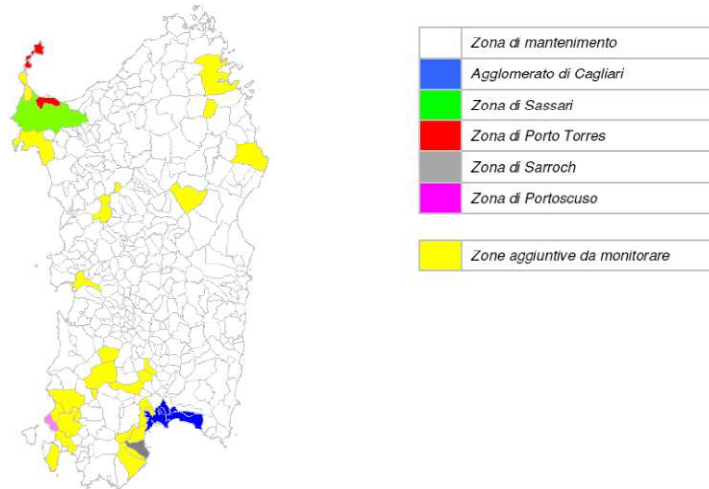 Zona di mantenimento
Agglomerato di Cagliari
Zona di Sassari
Zona di Porto Torres
Zona di Sarroch
Zona di Portoscuso
Zone aggiuntive da monitorare